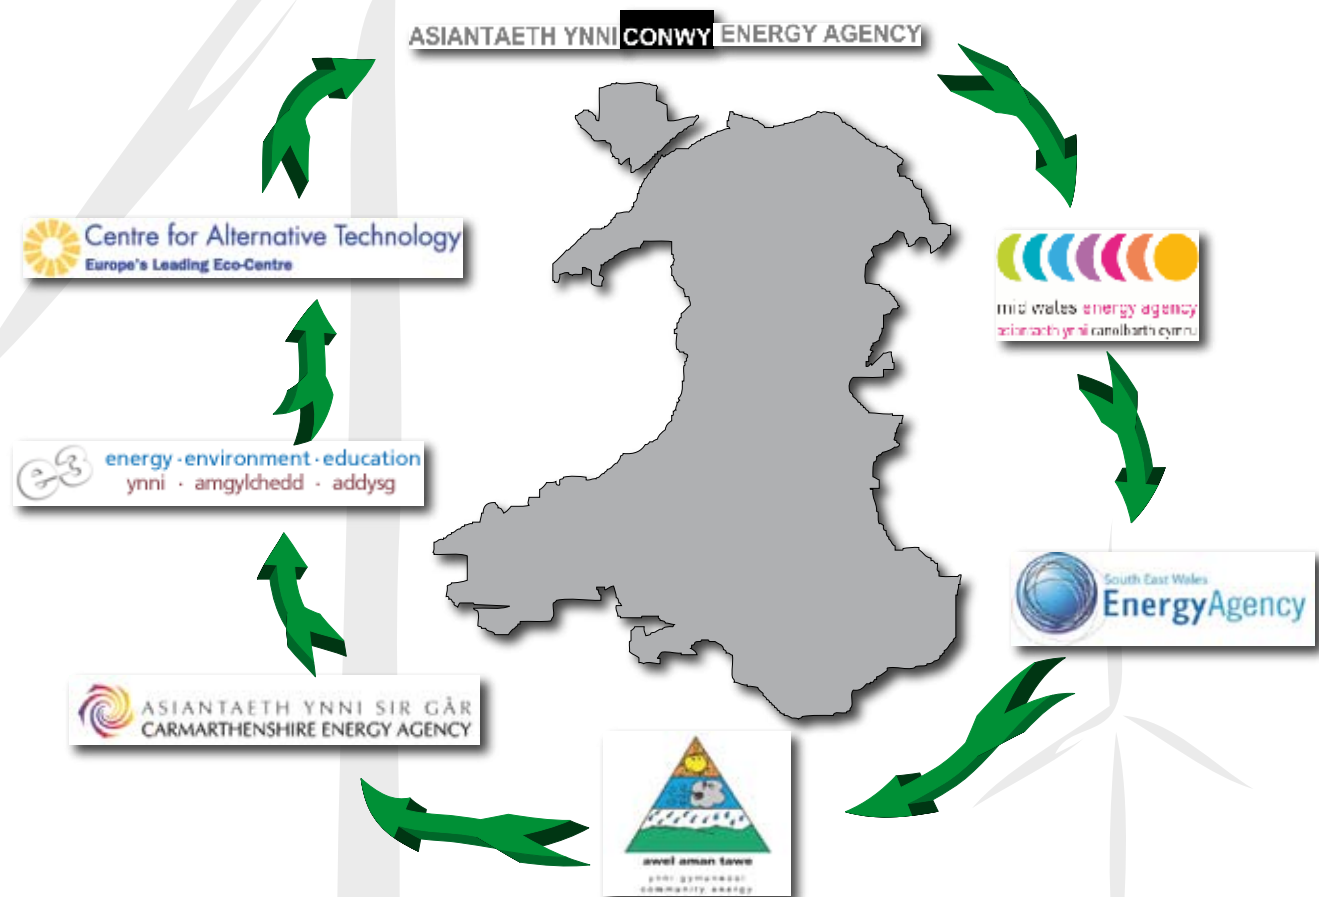 ASIANTAETH YNNI CONWY ENERGY AGENCY
Centre for Alternative Technology
Europe's Leading Eco-Centre
mid wales energy agency
asiantaeth ynni canolbarth cymru
e3 energy · environment · education
ynni · amgylchedd · addysg
South East Wales
EnergyAgency
ASIANTAETH YNNI SIR GÂR
CARMARTHENSHIRE ENERGY AGENCY
awel aman tawe
ynni gymunedol
community energy